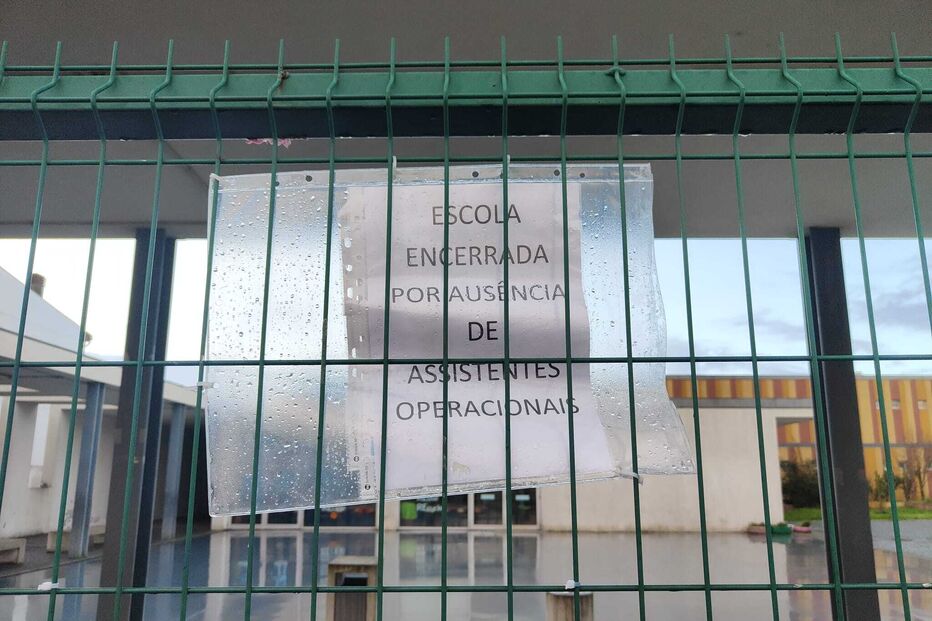 ESCOLA
ENCERRADA
POR AUSÊNCIA
DE
ASSISTENTES
OPERACIONAIS